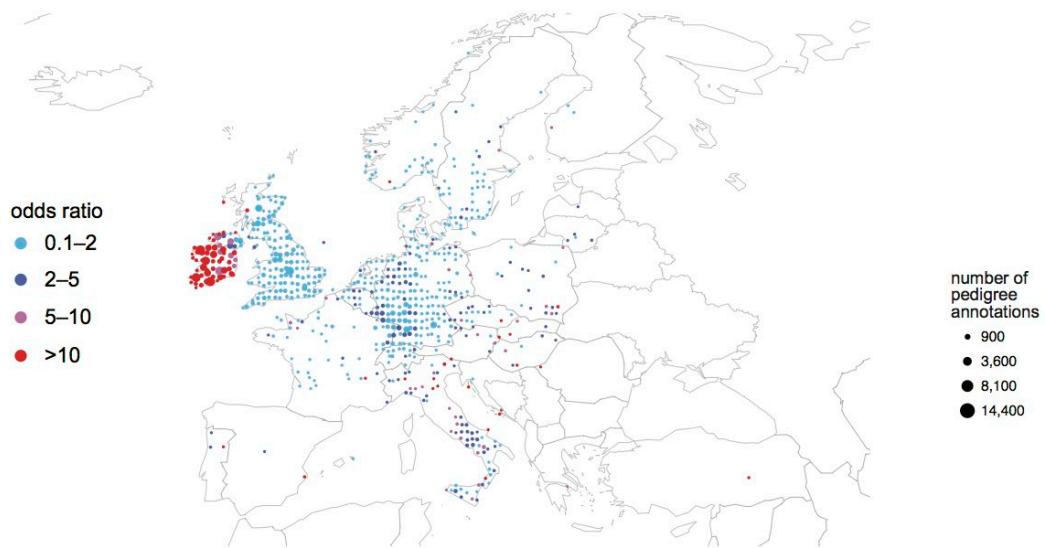 odds ratio
0.1–2
2–5
5–10
>10
number of
pedigree
annotations
900
3,600
8,100
14,400